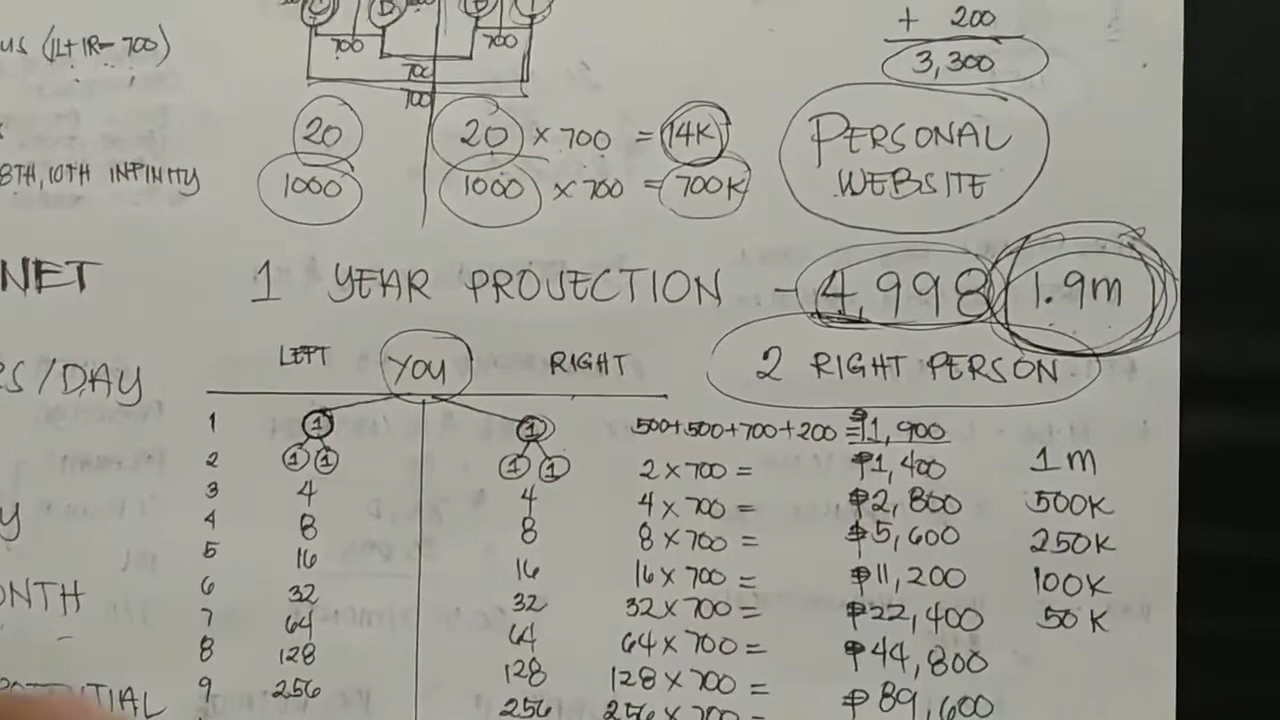 + 200
US (1L+1R-700)
700 700
3,300
700
700
20 20 × 700 = 14K
PERSONAL
WEBSITE
8TH, 10TH INFINITY 1000 1000 × 700 = 700K
NET 1 YEAR PROJECTION - 4,998 1.9m
LEFT YOU RIGHT 2 RIGHT PERSON
/DAY
1 1 1 500+500+700+200 = ₱1,900
2 1 1 1 1 2 × 700 = ₱1,400 1m
3 4 4 4 × 700 = ₱2,800 500K
4 8 8 8 × 700 = ₱5,600 250K
5 16 16 16 × 700 = ₱11,200 100K
6 32 32 32 × 700 = ₱22,400 50K
7 64 64 64 × 700 = ₱44,800
8 128 128 128 × 700 = ₱89,600
9 256 256 256 × 700 =